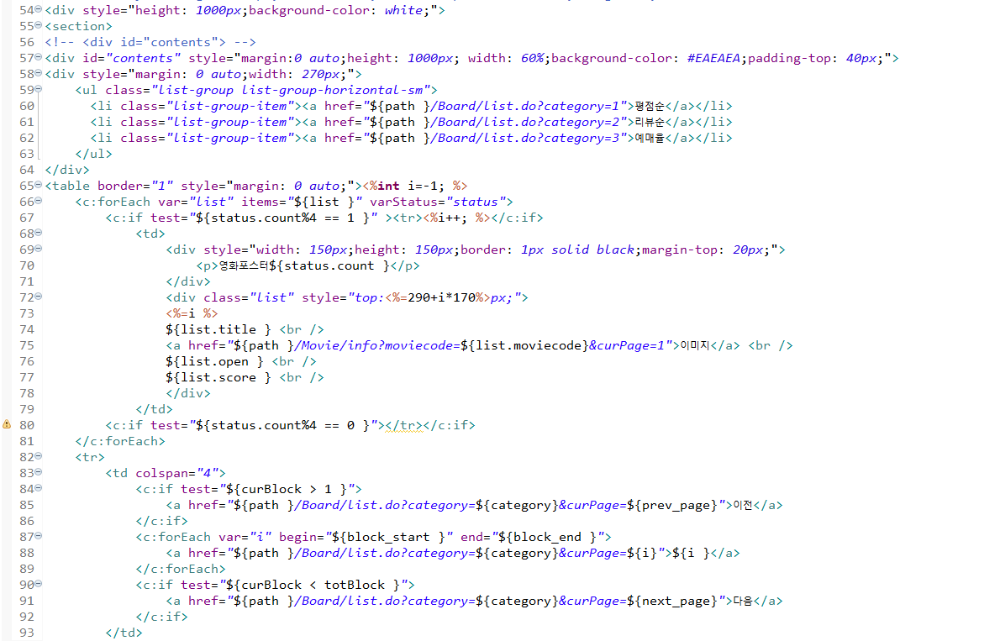 54 <div style="height: 1000px;background-color: white;">
55 <section>
56 <!-- <div id="contents"> -->
57 <div id="contents" style="margin:0 auto;height: 1000px; width: 60%;background-color: #EAEAEA;padding-top: 40px;">
58 <div style="margin: 0 auto;width: 270px;">
59     <ul class="list-group list-group-horizontal-sm">
60       <li class="list-group-item"><a href="${path }/Board/list.do?category=1">평점순</a></li>
61       <li class="list-group-item"><a href="${path }/Board/list.do?category=2">리뷰순</a></li>
62       <li class="list-group-item"><a href="${path }/Board/list.do?category=3">예매율</a></li>
63     </ul>
64 </div>
65 <table border="1" style="margin: 0 auto;"><%int i=-1; %>
66     <c:forEach var="list" items="${list }" varStatus="status">
67         <c:if test="${status.count%4 == 1 }" ><tr><%i++; %></c:if>
68             <td>
69                 <div style="width: 150px;height: 150px;border: 1px solid black;margin-top: 20px;">
70                     <p>영화포스터${status.count }</p>
71                 </div>
72                 <div class="list" style="top:<%=290+i*170%>px;">
73                 <%=i %>
74                 ${list.title } <br />
75                 <a href="${path }/Movie/info?moviecode=${list.moviecode}&curPage=1">이미지</a> <br />
76                 ${list.open } <br />
77                 ${list.score } <br />
78                 </div>
79             </td>
80         <c:if test="${status.count%4 == 0 }"></tr></c:if>
81     </c:forEach>
82     <tr>
83         <td colspan="4">
84             <c:if test="${curBlock > 1 }">
85                 <a href="${path }/Board/list.do?category=${category}&curPage=${prev_page}">이전</a>
86             </c:if>
87             <c:forEach var="i" begin="${block_start }" end="${block_end }">
88                 <a href="${path }/Board/list.do?category=${category}&curPage=${i}">${i }</a>
89             </c:forEach>
90             <c:if test="${curBlock < totBlock }">
91                 <a href="${path }/Board/list.do?category=${category}&curPage=${next_page}">다음</a>
92             </c:if>
93         </td>